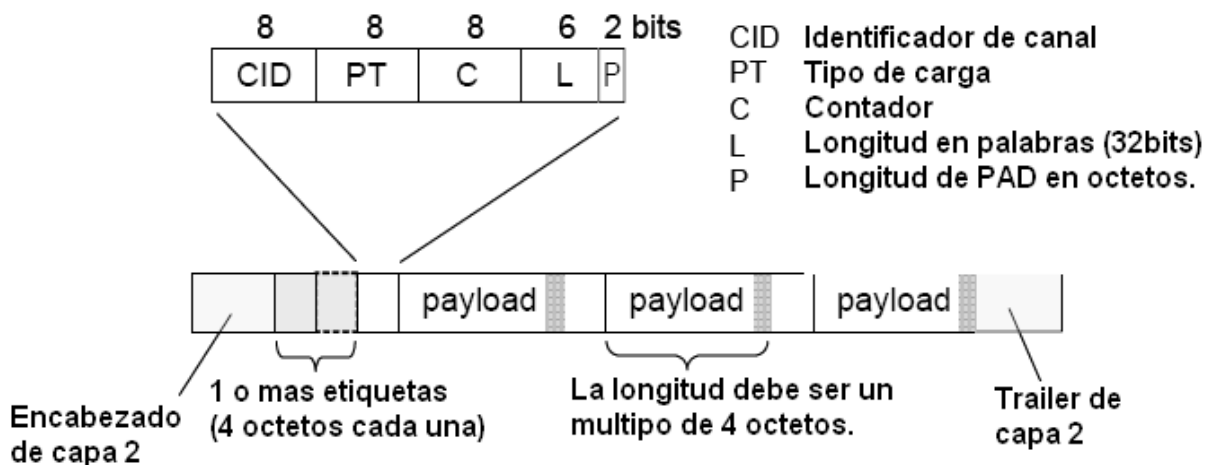 8 8 8 6 2 bits
CID PT C L P
CID Identificador de canal
PT Tipo de carga
C Contador
L Longitud en palabras (32bits)
P Longitud de PAD en octetos.
payload payload payload
Encabezado
de capa 2
1 o mas etiquetas
(4 octetos cada una)
La longitud debe ser un
multipo de 4 octetos.
Trailer de
capa 2